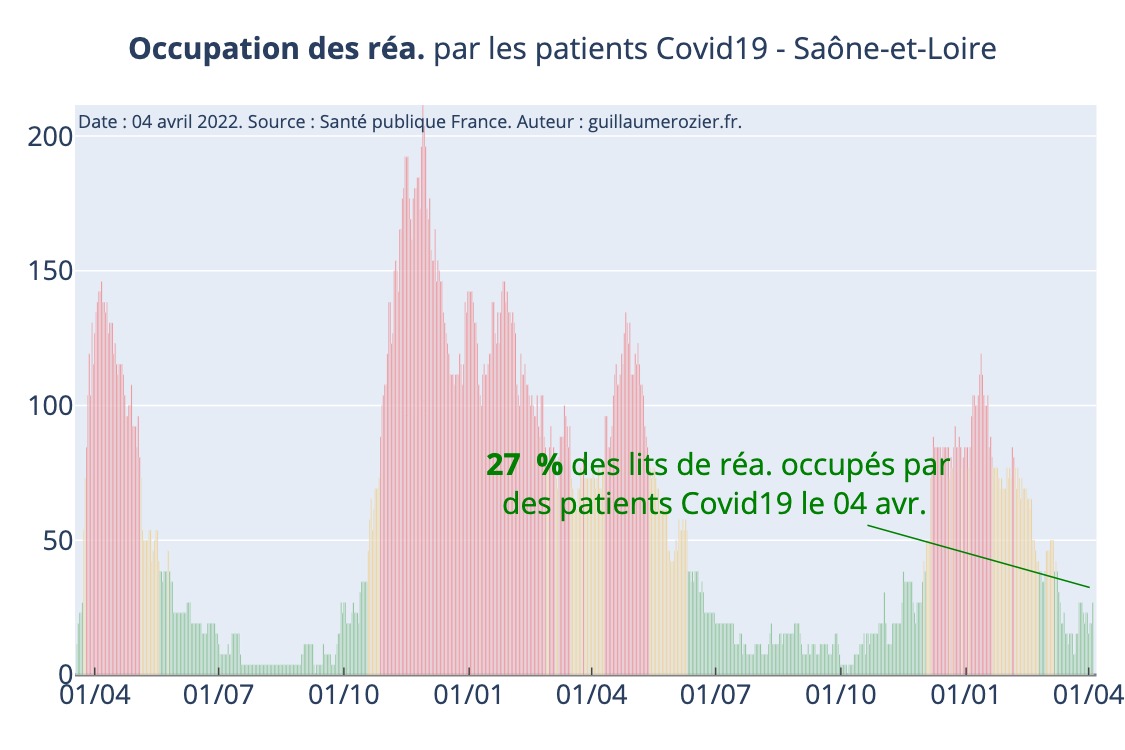 Occupation des réa. par les patients Covid19 - Saône-et-Loire
Date : 04 avril 2022. Source : Santé publique France. Auteur : guillaumerozier.fr.
200
150
100
27 % des lits de réa. occupés par
des patients Covid19 le 04 avr.
50
0
01/04 01/07 01/10 01/01 01/04 01/07 01/10 01/01 01/04